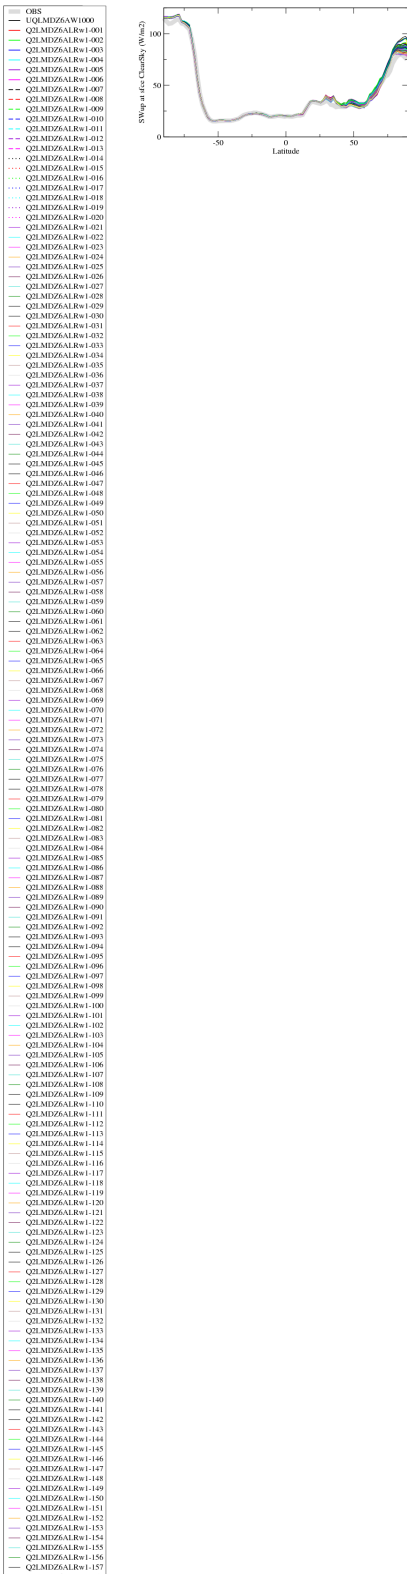 OBS
UQLMDZ6AW1000
Q2LMDZ6ALRw1-001
Q2LMDZ6ALRw1-002
Q2LMDZ6ALRw1-003
Q2LMDZ6ALRw1-004
Q2LMDZ6ALRw1-005
Q2LMDZ6ALRw1-006
Q2LMDZ6ALRw1-007
Q2LMDZ6ALRw1-008
Q2LMDZ6ALRw1-009
Q2LMDZ6ALRw1-010
Q2LMDZ6ALRw1-011
Q2LMDZ6ALRw1-012
Q2LMDZ6ALRw1-013
Q2LMDZ6ALRw1-014
Q2LMDZ6ALRw1-015
Q2LMDZ6ALRw1-016
Q2LMDZ6ALRw1-017
Q2LMDZ6ALRw1-018
Q2LMDZ6ALRw1-019
Q2LMDZ6ALRw1-020
Q2LMDZ6ALRw1-021
Q2LMDZ6ALRw1-022
Q2LMDZ6ALRw1-023
Q2LMDZ6ALRw1-024
Q2LMDZ6ALRw1-025
Q2LMDZ6ALRw1-026
Q2LMDZ6ALRw1-027
Q2LMDZ6ALRw1-028
Q2LMDZ6ALRw1-029
Q2LMDZ6ALRw1-030
Q2LMDZ6ALRw1-031
Q2LMDZ6ALRw1-032
Q2LMDZ6ALRw1-033
Q2LMDZ6ALRw1-034
Q2LMDZ6ALRw1-035
Q2LMDZ6ALRw1-036
Q2LMDZ6ALRw1-037
Q2LMDZ6ALRw1-038
Q2LMDZ6ALRw1-039
Q2LMDZ6ALRw1-040
Q2LMDZ6ALRw1-041
Q2LMDZ6ALRw1-042
Q2LMDZ6ALRw1-043
Q2LMDZ6ALRw1-044
Q2LMDZ6ALRw1-045
Q2LMDZ6ALRw1-046
Q2LMDZ6ALRw1-047
Q2LMDZ6ALRw1-048
Q2LMDZ6ALRw1-049
Q2LMDZ6ALRw1-050
Q2LMDZ6ALRw1-051
Q2LMDZ6ALRw1-052
Q2LMDZ6ALRw1-053
Q2LMDZ6ALRw1-054
Q2LMDZ6ALRw1-055
Q2LMDZ6ALRw1-056
Q2LMDZ6ALRw1-057
Q2LMDZ6ALRw1-058
Q2LMDZ6ALRw1-059
Q2LMDZ6ALRw1-060
Q2LMDZ6ALRw1-061
Q2LMDZ6ALRw1-062
Q2LMDZ6ALRw1-063
Q2LMDZ6ALRw1-064
Q2LMDZ6ALRw1-065
Q2LMDZ6ALRw1-066
Q2LMDZ6ALRw1-067
Q2LMDZ6ALRw1-068
Q2LMDZ6ALRw1-069
Q2LMDZ6ALRw1-070
Q2LMDZ6ALRw1-071
Q2LMDZ6ALRw1-072
Q2LMDZ6ALRw1-073
Q2LMDZ6ALRw1-074
Q2LMDZ6ALRw1-075
Q2LMDZ6ALRw1-076
Q2LMDZ6ALRw1-077
Q2LMDZ6ALRw1-078
Q2LMDZ6ALRw1-079
Q2LMDZ6ALRw1-080
Q2LMDZ6ALRw1-081
Q2LMDZ6ALRw1-082
Q2LMDZ6ALRw1-083
Q2LMDZ6ALRw1-084
Q2LMDZ6ALRw1-085
Q2LMDZ6ALRw1-086
Q2LMDZ6ALRw1-087
Q2LMDZ6ALRw1-088
Q2LMDZ6ALRw1-089
Q2LMDZ6ALRw1-090
Q2LMDZ6ALRw1-091
Q2LMDZ6ALRw1-092
Q2LMDZ6ALRw1-093
Q2LMDZ6ALRw1-094
Q2LMDZ6ALRw1-095
Q2LMDZ6ALRw1-096
Q2LMDZ6ALRw1-097
Q2LMDZ6ALRw1-098
Q2LMDZ6ALRw1-099
Q2LMDZ6ALRw1-100
Q2LMDZ6ALRw1-101
Q2LMDZ6ALRw1-102
Q2LMDZ6ALRw1-103
Q2LMDZ6ALRw1-104
Q2LMDZ6ALRw1-105
Q2LMDZ6ALRw1-106
Q2LMDZ6ALRw1-107
Q2LMDZ6ALRw1-108
Q2LMDZ6ALRw1-109
Q2LMDZ6ALRw1-110
Q2LMDZ6ALRw1-111
Q2LMDZ6ALRw1-112
Q2LMDZ6ALRw1-113
Q2LMDZ6ALRw1-114
Q2LMDZ6ALRw1-115
Q2LMDZ6ALRw1-116
Q2LMDZ6ALRw1-117
Q2LMDZ6ALRw1-118
Q2LMDZ6ALRw1-119
Q2LMDZ6ALRw1-120
Q2LMDZ6ALRw1-121
Q2LMDZ6ALRw1-122
Q2LMDZ6ALRw1-123
Q2LMDZ6ALRw1-124
Q2LMDZ6ALRw1-125
Q2LMDZ6ALRw1-126
Q2LMDZ6ALRw1-127
Q2LMDZ6ALRw1-128
Q2LMDZ6ALRw1-129
Q2LMDZ6ALRw1-130
Q2LMDZ6ALRw1-131
Q2LMDZ6ALRw1-132
Q2LMDZ6ALRw1-133
Q2LMDZ6ALRw1-134
Q2LMDZ6ALRw1-135
Q2LMDZ6ALRw1-136
Q2LMDZ6ALRw1-137
Q2LMDZ6ALRw1-138
Q2LMDZ6ALRw1-139
Q2LMDZ6ALRw1-140
Q2LMDZ6ALRw1-141
Q2LMDZ6ALRw1-142
Q2LMDZ6ALRw1-143
Q2LMDZ6ALRw1-144
Q2LMDZ6ALRw1-145
Q2LMDZ6ALRw1-146
Q2LMDZ6ALRw1-147
Q2LMDZ6ALRw1-148
Q2LMDZ6ALRw1-149
Q2LMDZ6ALRw1-150
Q2LMDZ6ALRw1-151
Q2LMDZ6ALRw1-152
Q2LMDZ6ALRw1-153
Q2LMDZ6ALRw1-154
Q2LMDZ6ALRw1-155
Q2LMDZ6ALRw1-156
Q2LMDZ6ALRw1-157
SWup at sfce ClearSky (W/m2)
100
50
0
-50 0 50
Latitude